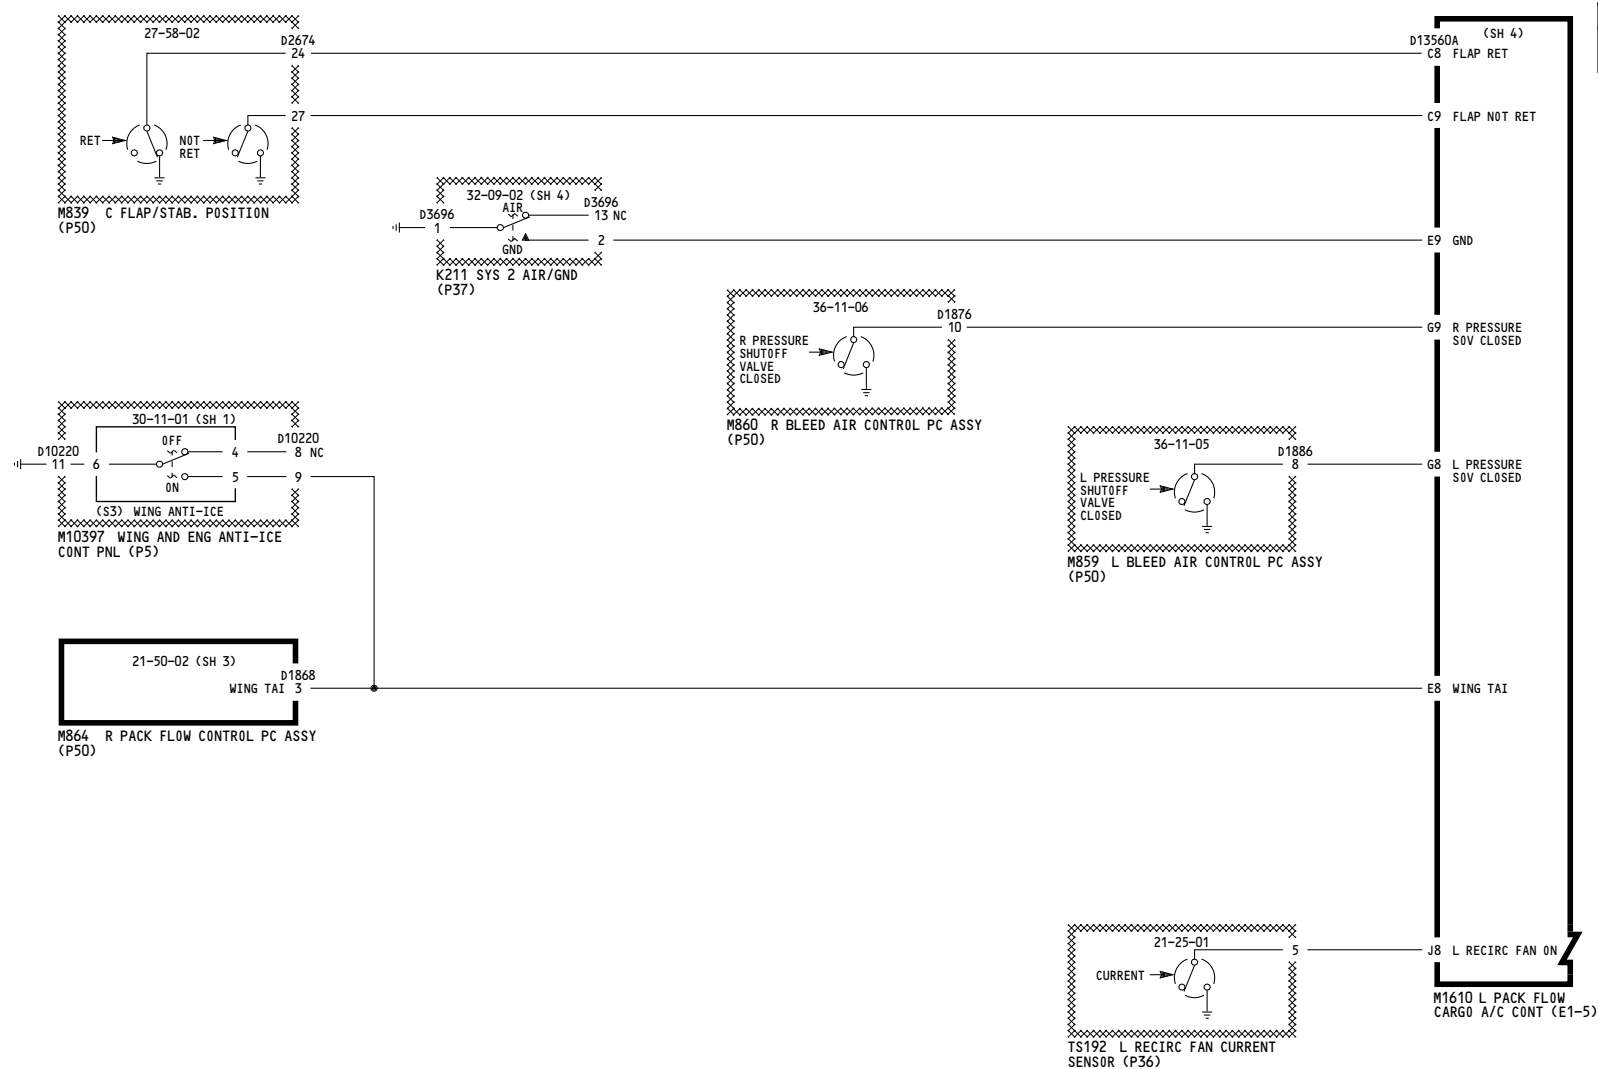 27-58-02
D2674
24
27
RET
NOT
RET
M839 C FLAP/STAB. POSITION
(P50)
D13560A
(SH 4)
C8 FLAP RET
C9 FLAP NOT RET
32-09-02 (SH 4)
AIR
D3696
1
D3696
13 NC
2
GND
K211 SYS 2 AIR/GND
(P37)
E9 GND
36-11-06
D1876
10
R PRESSURE
SHUTOFF
VALVE
CLOSED
M860 R BLEED AIR CONTROL PC ASSY
(P50)
G9 R PRESSURE
SOV CLOSED
30-11-01 (SH 1)
OFF
D10220
11
6
4
D10220
8 NC
5
9
ON
(S3) WING ANTI-ICE
M10397 WING AND ENG ANTI-ICE
CONT PNL (P5)
36-11-05
D1886
8
L PRESSURE
SHUTOFF
VALVE
CLOSED
M859 L BLEED AIR CONTROL PC ASSY
(P50)
G8 L PRESSURE
SOV CLOSED
21-50-02 (SH 3)
D1868
WING TAI 3
M864 R PACK FLOW CONTROL PC ASSY
(P50)
E8 WING TAI
21-25-01
5
CURRENT
TS192 L RECIRC FAN CURRENT
SENSOR (P36)
J8 L RECIRC FAN ON
M1610 L PACK FLOW
CARGO A/C CONT (E1-5)